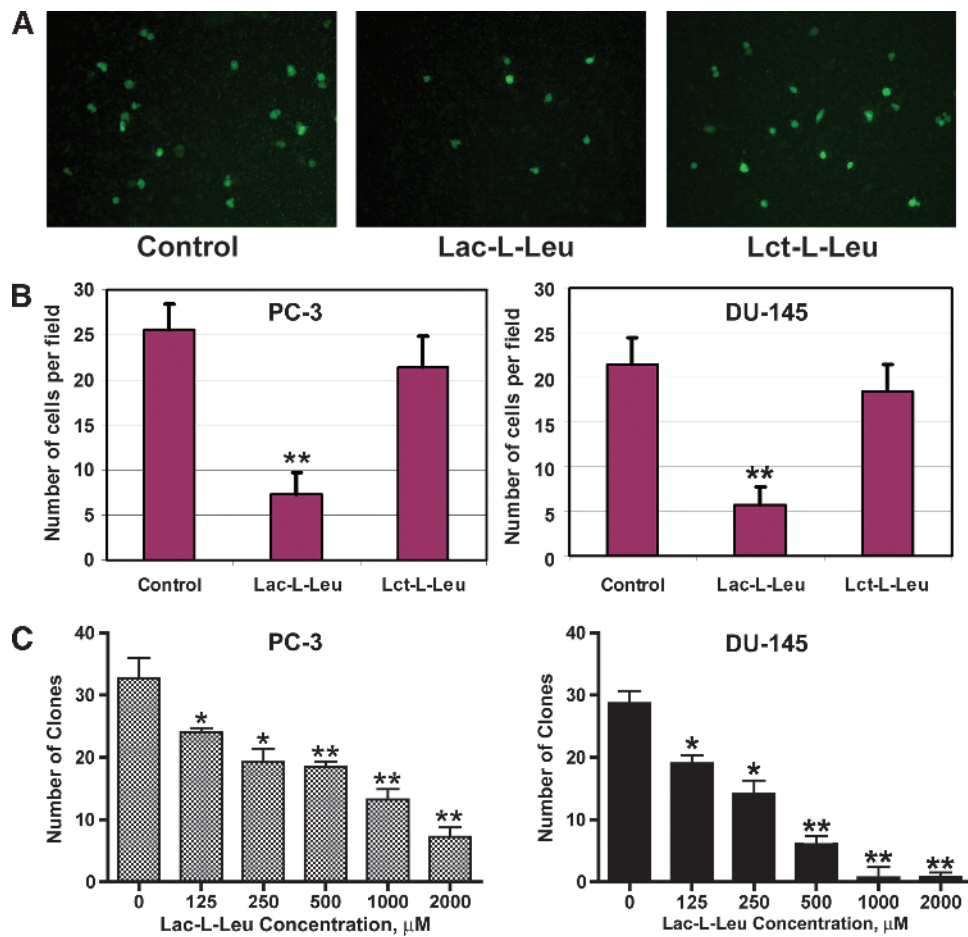 A
Control
Lac-L-Leu
Lct-L-Leu
B
PC-3
Number of cells per field
30
25
20
15
10
5
0
**
Control
Lac-L-Leu
Lct-L-Leu
DU-145
Number of cells per field
30
25
20
15
10
5
0
**
Control
Lac-L-Leu
Lct-L-Leu
C
PC-3
Number of Clones
40
30
20
10
0
*
*
**
**
**
0 125 250 500 1000 2000
Lac-L-Leu Concentration, μM
DU-145
Number of Clones
40
30
20
10
0
*
*
**
**
**
0 125 250 500 1000 2000
Lac-L-Leu Concentration, μM